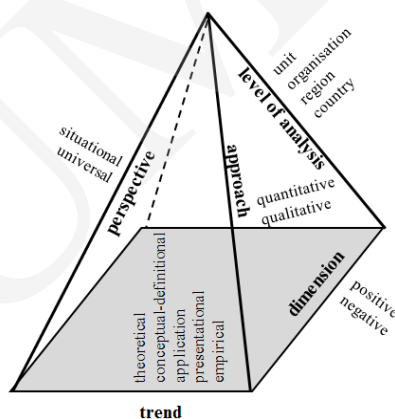 unit
organisation
region
country
level of analysis
situational
universal
perspective
approach
quantitative
qualitative
dimension
positive
negative
theoretical
conceptual-definitional
application
presentational
empirical
trend